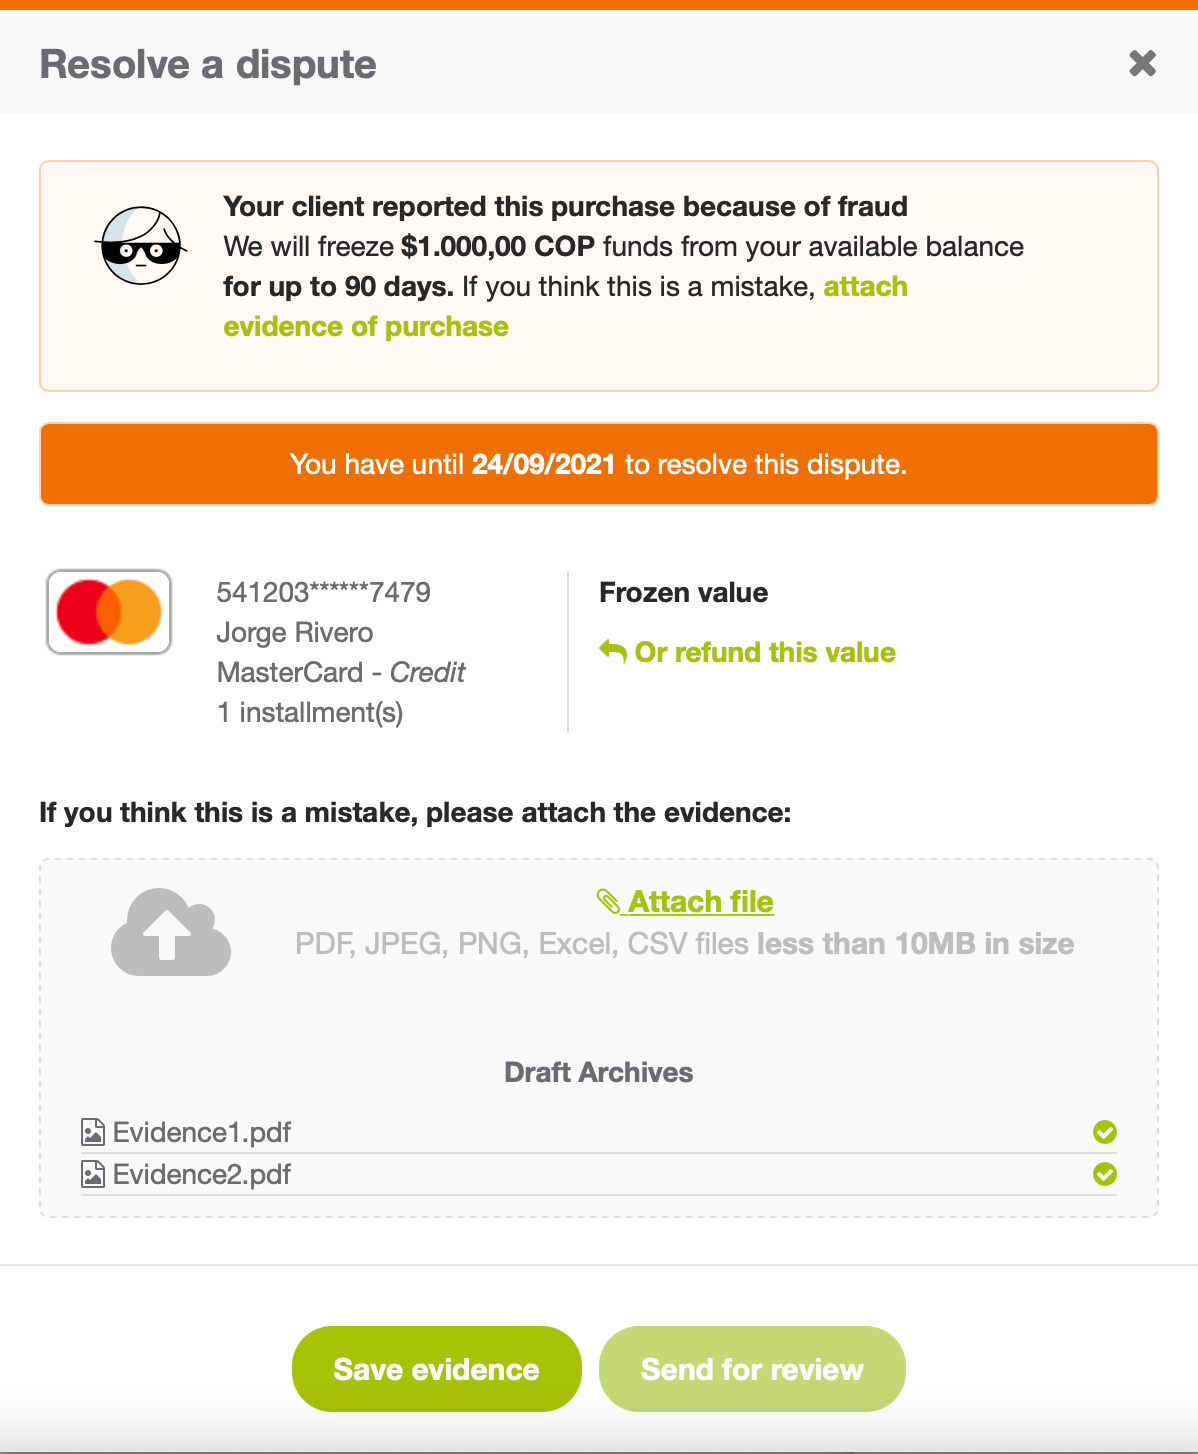 Resolve a dispute
Your client reported this purchase because of fraud
We will freeze $1.000,00 COP funds from your available balance
for up to 90 days. If you think this is a mistake, attach
evidence of purchase
You have until 24/09/2021 to resolve this dispute.
541203******7479
Jorge Rivero
MasterCard - Credit
1 installment(s)
Frozen value
Or refund this value
If you think this is a mistake, please attach the evidence:
Attach file
PDF, JPEG, PNG, Excel, CSV files less than 10MB in size
Draft Archives
Evidence1.pdf
Evidence2.pdf
Save evidence
Send for review